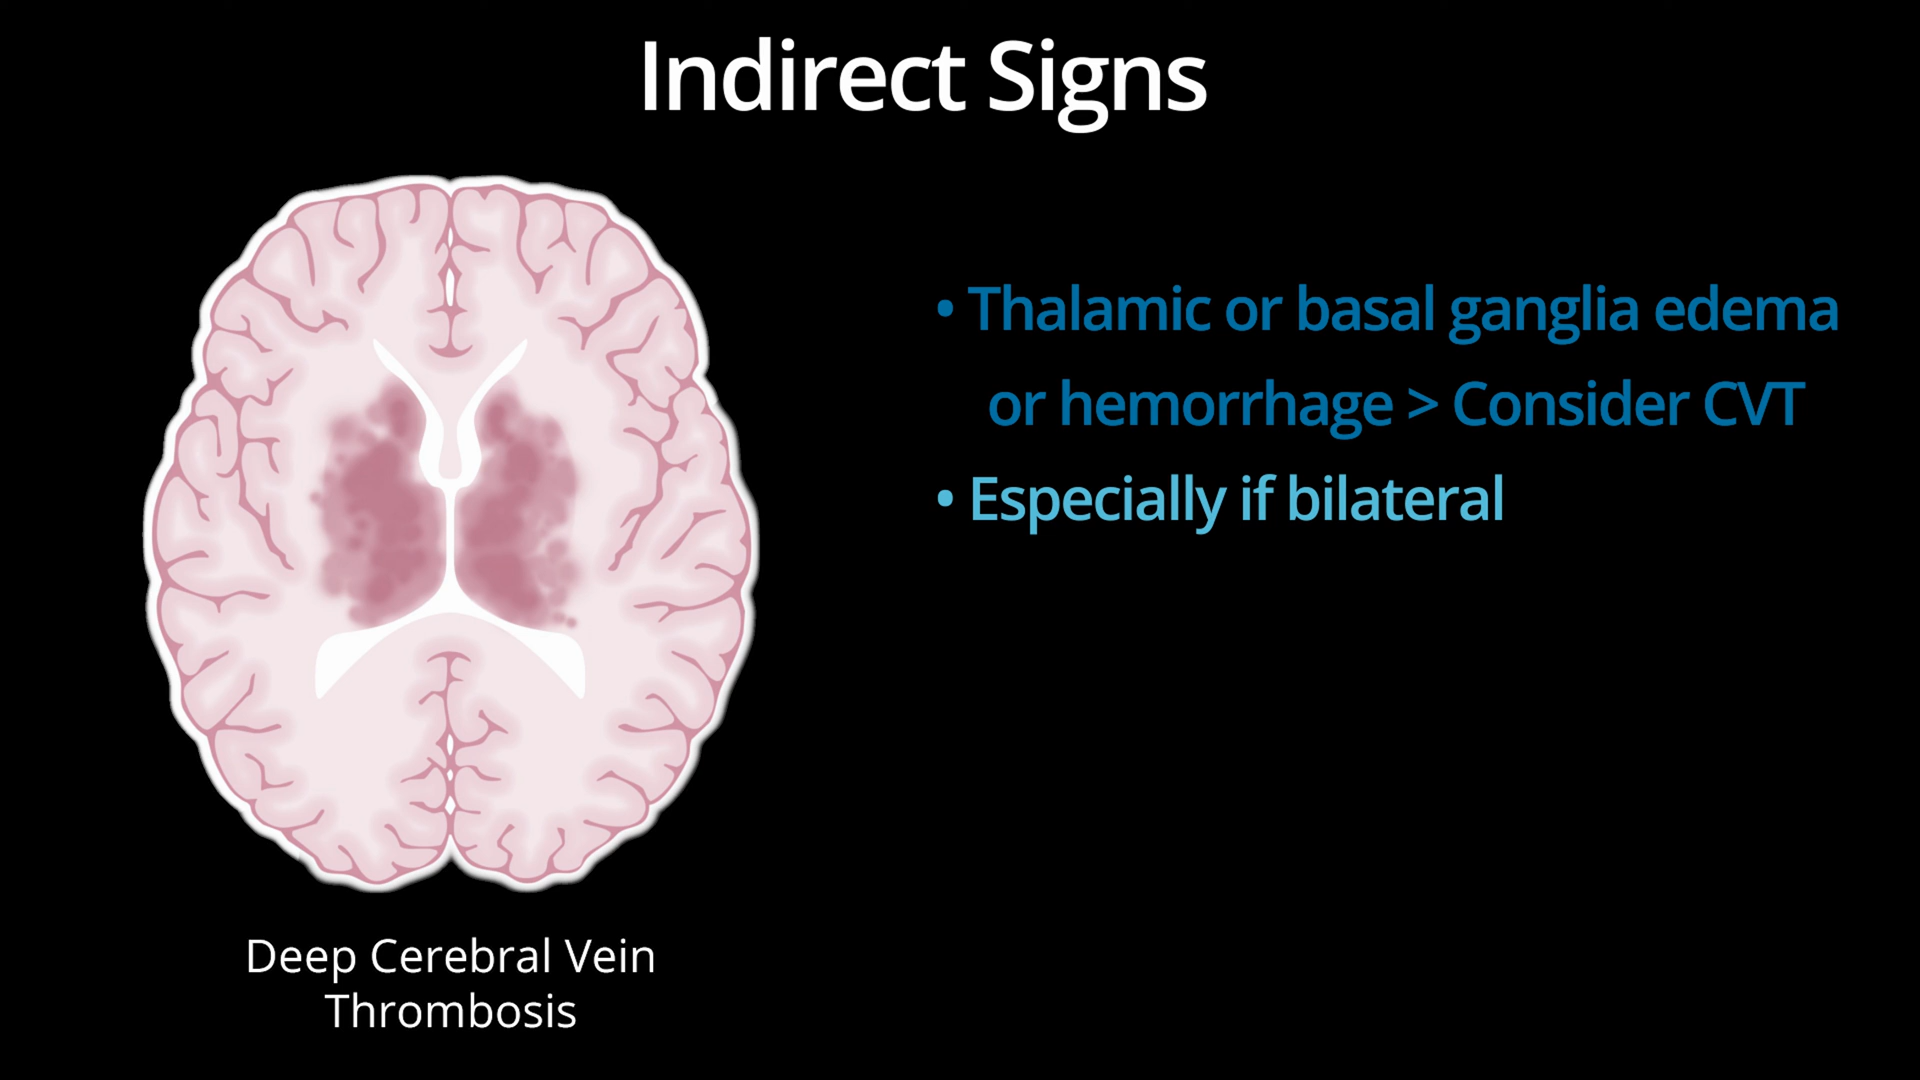 Indirect Signs
• Thalamic or basal ganglia edema
or hemorrhage > Consider CVT
• Especially if bilateral
Deep Cerebral Vein
Thrombosis